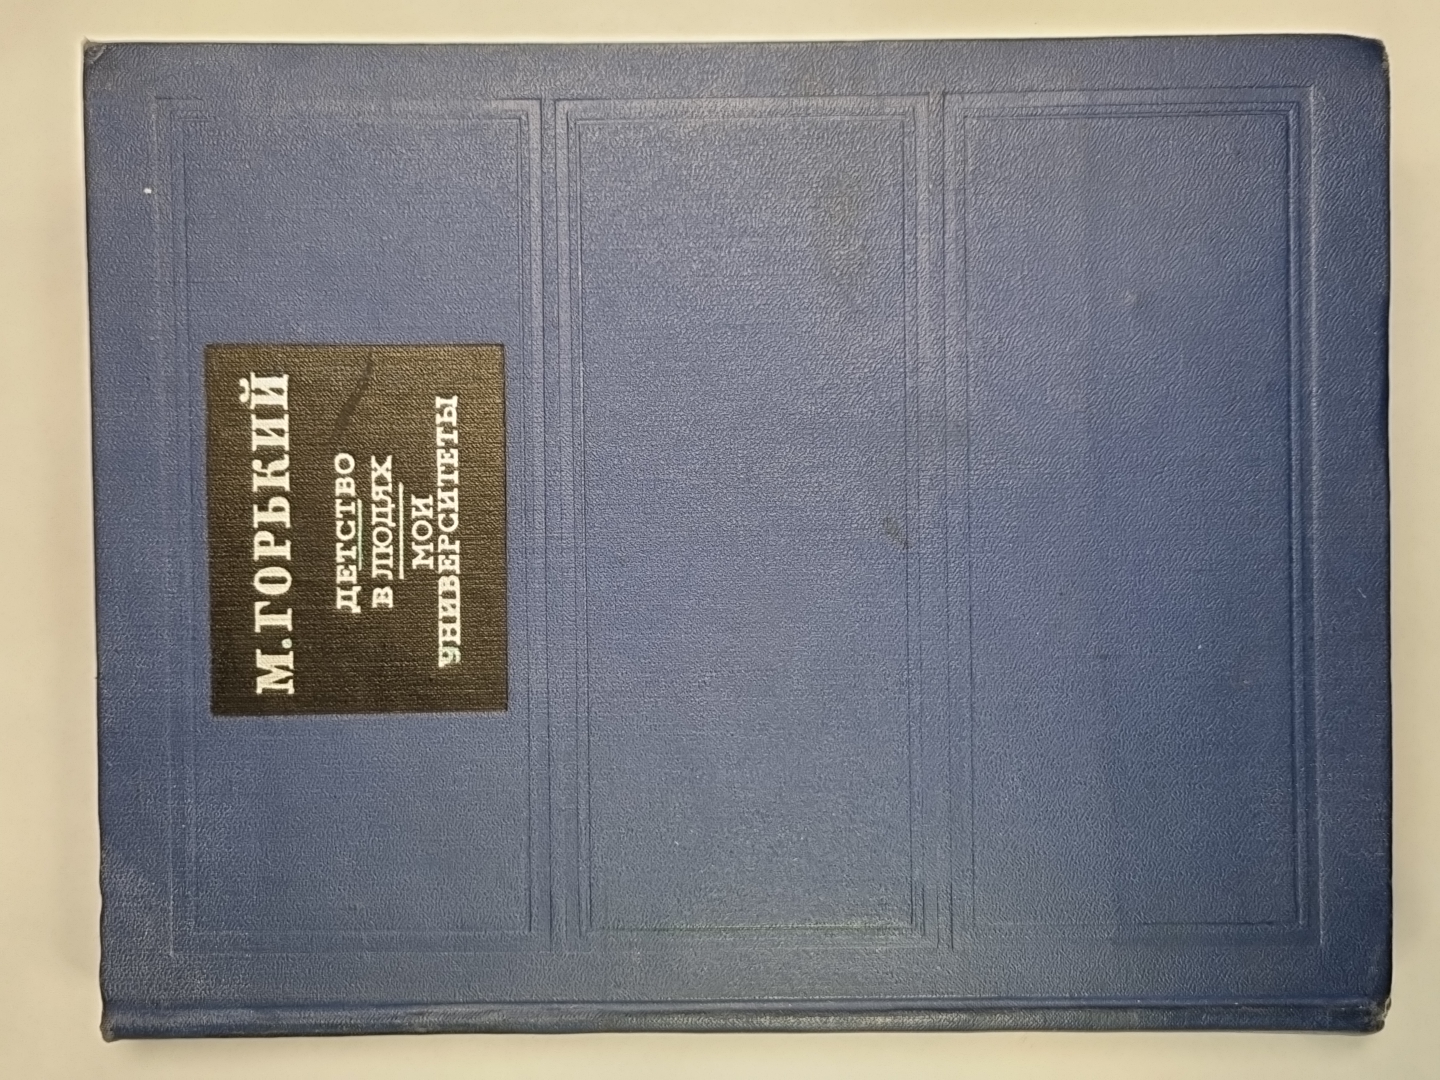 М.ГОРЬКИЙ
ДЕТСТВО
В ЛЮДЯХ
МОИ
УНИВЕРСИТЕТЫ